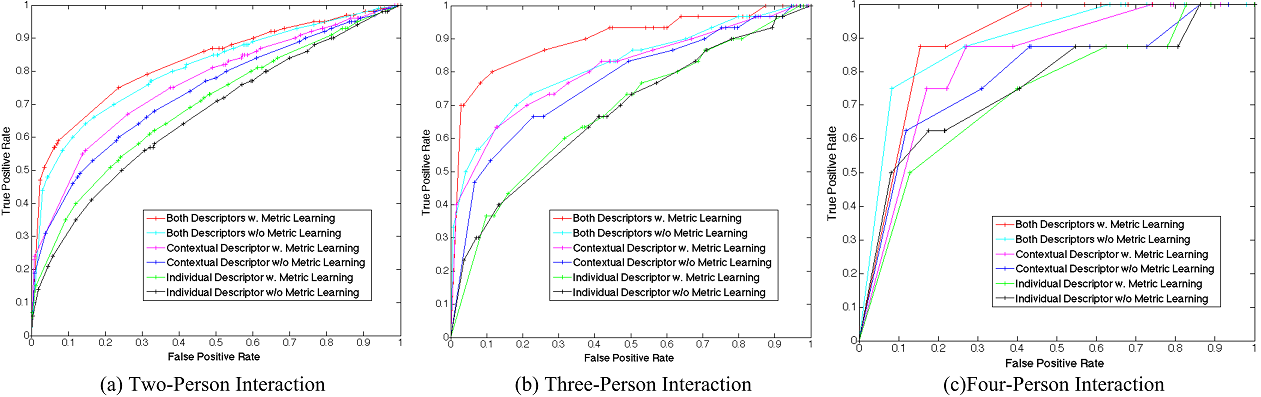 1
0.9
0.8
0.7
0.6
0.5
0.4
0.3
0.2
0.1
0
True Positive Rate
0 0.1 0.2 0.3 0.4 0.5 0.6 0.7 0.8 0.9 1
False Positive Rate
Both Descriptors w. Metric Learning
Both Descriptors w/o Metric Learning
Contextual Descriptor w. Metric Learning
Contextual Descriptor w/o Metric Learning
Individual Descriptor w. Metric Learning
Individual Descriptor w/o Metric Learning
(a) Two-Person Interaction
1
0.9
0.8
0.7
0.6
0.5
0.4
0.3
0.2
0.1
0
True Positive Rate
0 0.1 0.2 0.3 0.4 0.5 0.6 0.7 0.8 0.9 1
False Positive Rate
Both Descriptors w. Metric Learning
Both Descriptors w/o Metric Learning
Contextual Descriptor w. Metric Learning
Contextual Descriptor w/o Metric Learning
Individual Descriptor w. Metric Learning
Individual Descriptor w/o Metric Learning
(b) Three-Person Interaction
1
0.9
0.8
0.7
0.6
0.5
0.4
0.3
0.2
0.1
0
True Positive Rate
0 0.1 0.2 0.3 0.4 0.5 0.6 0.7 0.8 0.9 1
False Positive Rate
Both Descriptors w. Metric Learning
Both Descriptors w/o Metric Learning
Contextual Descriptor w. Metric Learning
Contextual Descriptor w/o Metric Learning
Individual Descriptor w. Metric Learning
Individual Descriptor w/o Metric Learning
(c)Four-Person Interaction